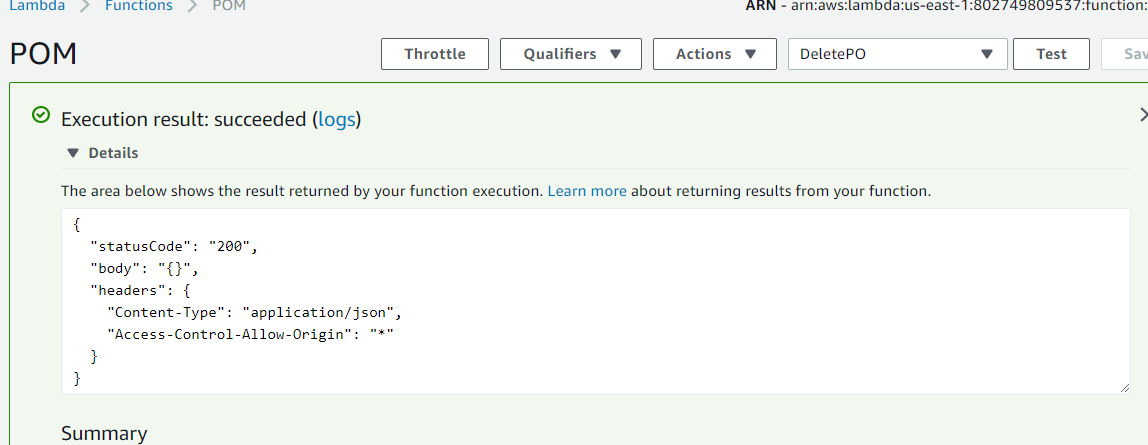 Lambda > Functions > POM
ARN - arn:aws:lambda:us-east-1:802749809537:function:
POM
Throttle Qualifiers Actions DeletePO Test Sav
Execution result: succeeded (logs)
Details
The area below shows the result returned by your function execution. Learn more about returning results from your function.
{
  "statusCode": "200",
  "body": "{}",
  "headers": {
    "Content-Type": "application/json",
    "Access-Control-Allow-Origin": "*"
  }
}
Summary